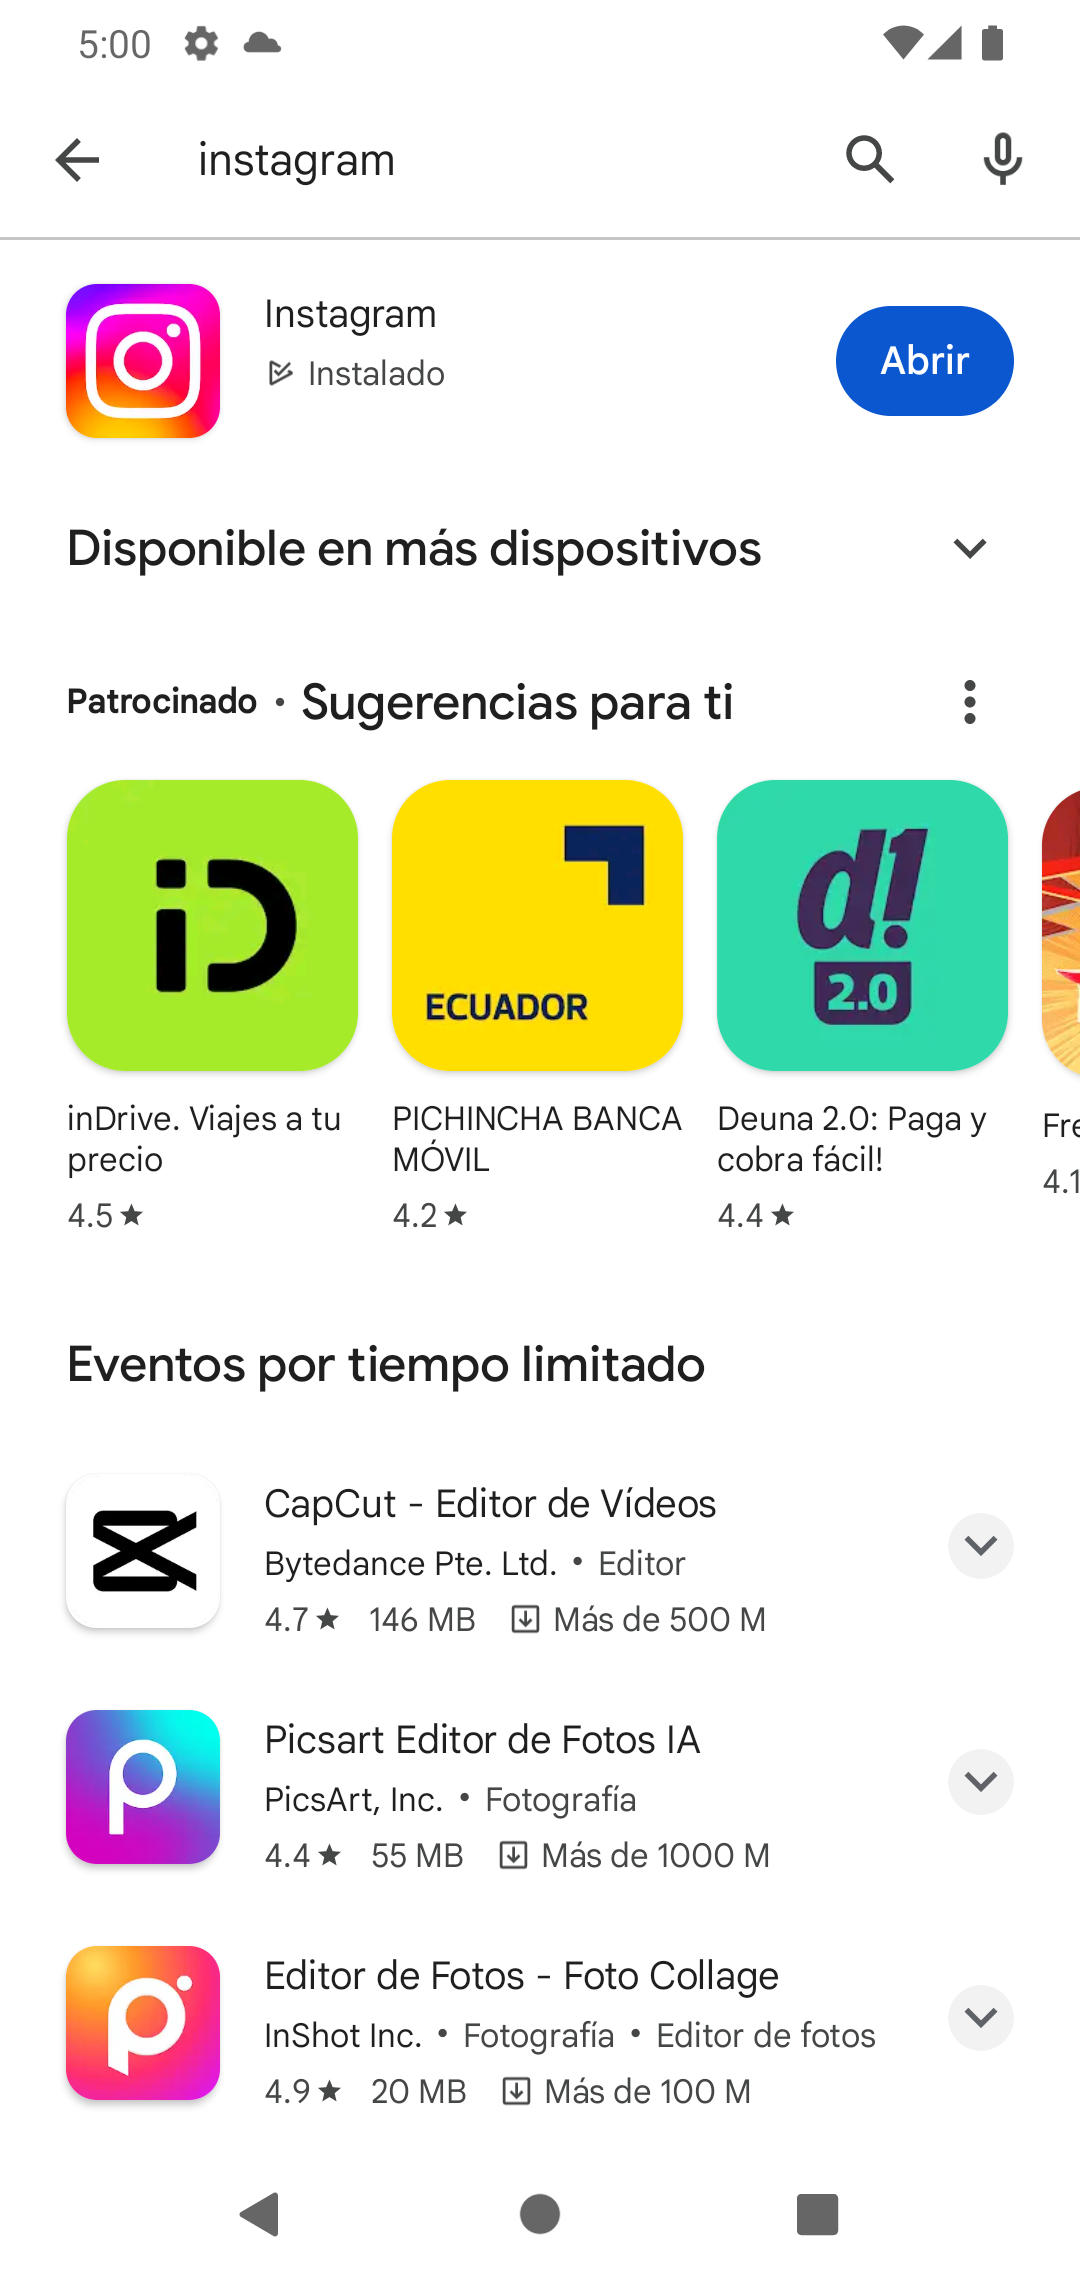 5:00
instagram
Instagram
Instalado
Abrir
Disponible en más dispositivos
Patrocinado • Sugerencias para ti
iD
ECUADOR
d!
2.0
inDrive. Viajes a tu
precio
4.5
PICHINCHA BANCA
MÓVIL
4.2
Deuna 2.0: Paga y
cobra fácil!
4.4
Fre
4.1
Eventos por tiempo limitado
CapCut - Editor de Vídeos
Bytedance Pte. Ltd. • Editor
4.7 146 MB Más de 500 M
Picsart Editor de Fotos IA
PicsArt, Inc. • Fotografía
4.4 55 MB Más de 1000 M
Editor de Fotos - Foto Collage
InShot Inc. • Fotografía • Editor de fotos
4.9 20 MB Más de 100 M